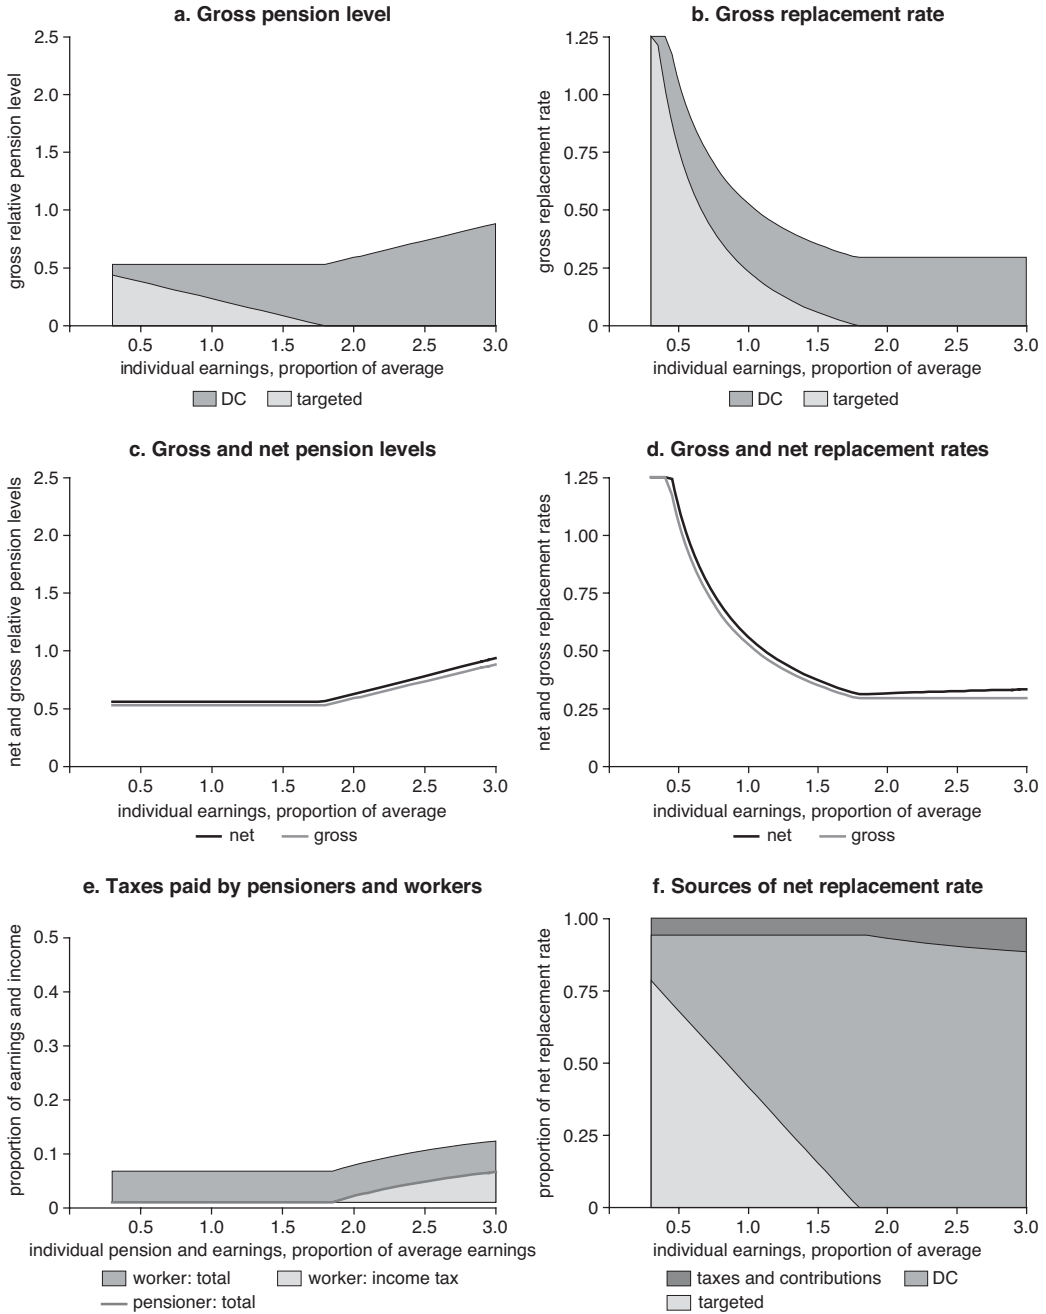 a. Gross pension level
gross relative pension level
2.5
2.0
1.5
1.0
0.5
0
0.5 1.0 1.5 2.0 2.5 3.0
individual earnings, proportion of average
DC targeted
b. Gross replacement rate
gross replacement rate
1.25
1.00
0.75
0.50
0.25
0
0.5 1.0 1.5 2.0 2.5 3.0
individual earnings, proportion of average
DC targeted
c. Gross and net pension levels
net and gross relative pension levels
2.5
2.0
1.5
1.0
0.5
0
0.5 1.0 1.5 2.0 2.5 3.0
individual earnings, proportion of average
net gross
d. Gross and net replacement rates
net and gross replacement rates
1.25
1.00
0.75
0.50
0.25
0
0.5 1.0 1.5 2.0 2.5 3.0
individual earnings, proportion of average
net gross
e. Taxes paid by pensioners and workers
proportion of earnings and income
0.5
0.4
0.3
0.2
0.1
0
0.5 1.0 1.5 2.0 2.5 3.0
individual pension and earnings, proportion of average earnings
worker: total worker: income tax
pensioner: total
f. Sources of net replacement rate
proportion of net replacement rate
1.00
0.75
0.50
0.25
0
0.5 1.0 1.5 2.0 2.5 3.0
individual earnings, proportion of average
taxes and contributions DC
targeted